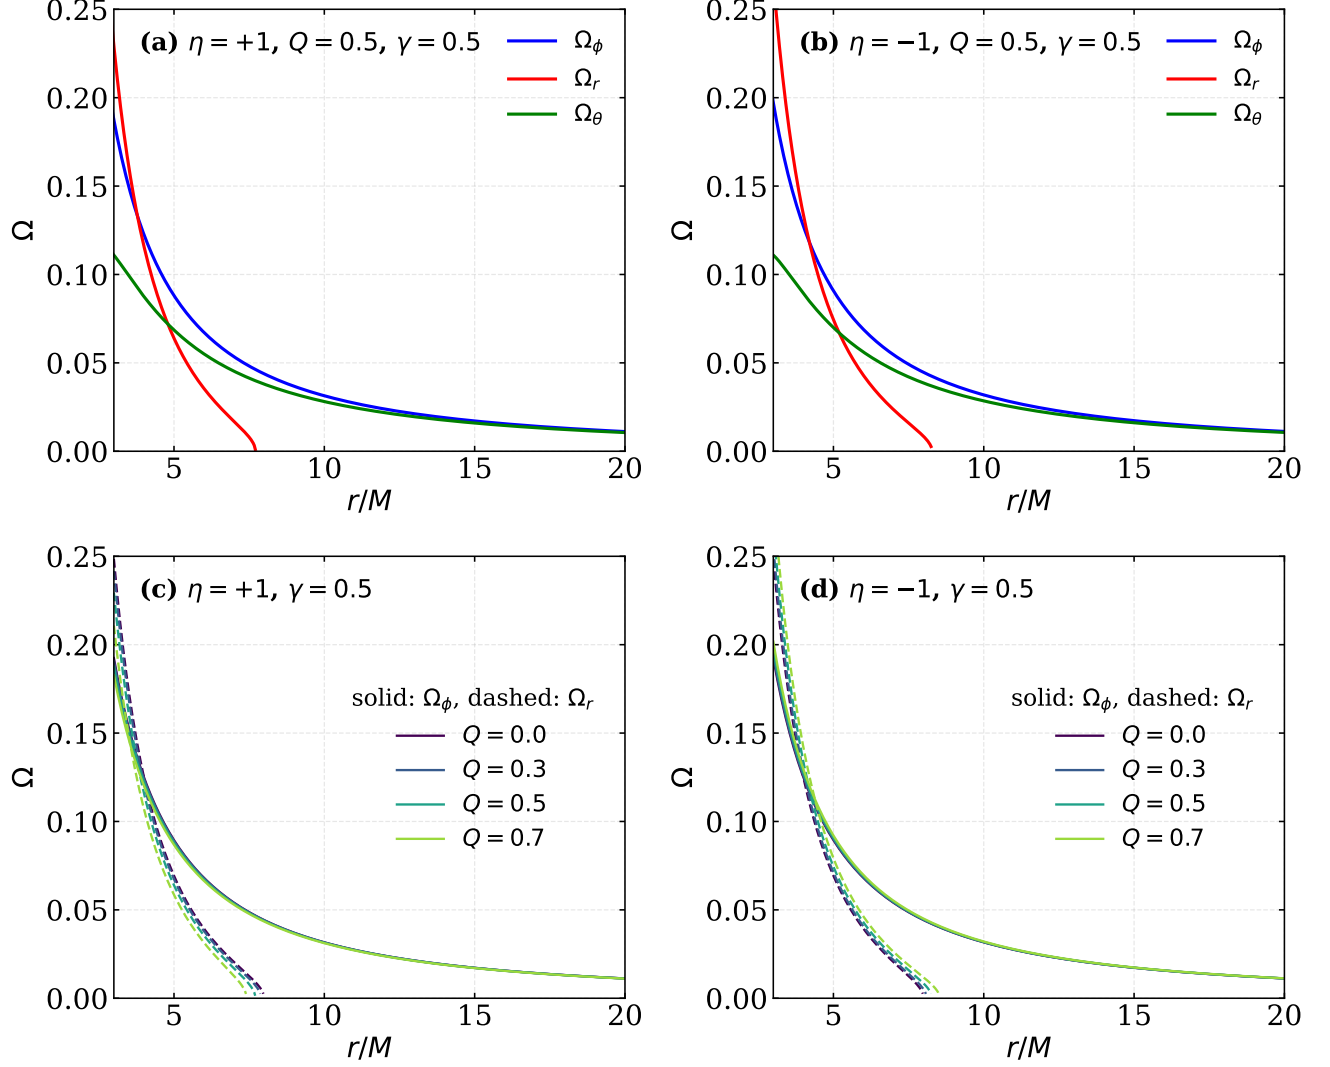 (a) η = +1, Q = 0.5, γ = 0.5
Ω_ϕ
Ω_r
Ω_θ
0.25
0.20
0.15
0.10
0.05
0.00
Ω
5 10 15 20
r/M
(b) η = −1, Q = 0.5, γ = 0.5
Ω_ϕ
Ω_r
Ω_θ
0.25
0.20
0.15
0.10
0.05
0.00
Ω
5 10 15 20
r/M
(c) η = +1, γ = 0.5
solid: Ω_ϕ, dashed: Ω_r
Q = 0.0
Q = 0.3
Q = 0.5
Q = 0.7
0.25
0.20
0.15
0.10
0.05
0.00
Ω
5 10 15 20
r/M
(d) η = −1, γ = 0.5
solid: Ω_ϕ, dashed: Ω_r
Q = 0.0
Q = 0.3
Q = 0.5
Q = 0.7
0.25
0.20
0.15
0.10
0.05
0.00
Ω
5 10 15 20
r/M